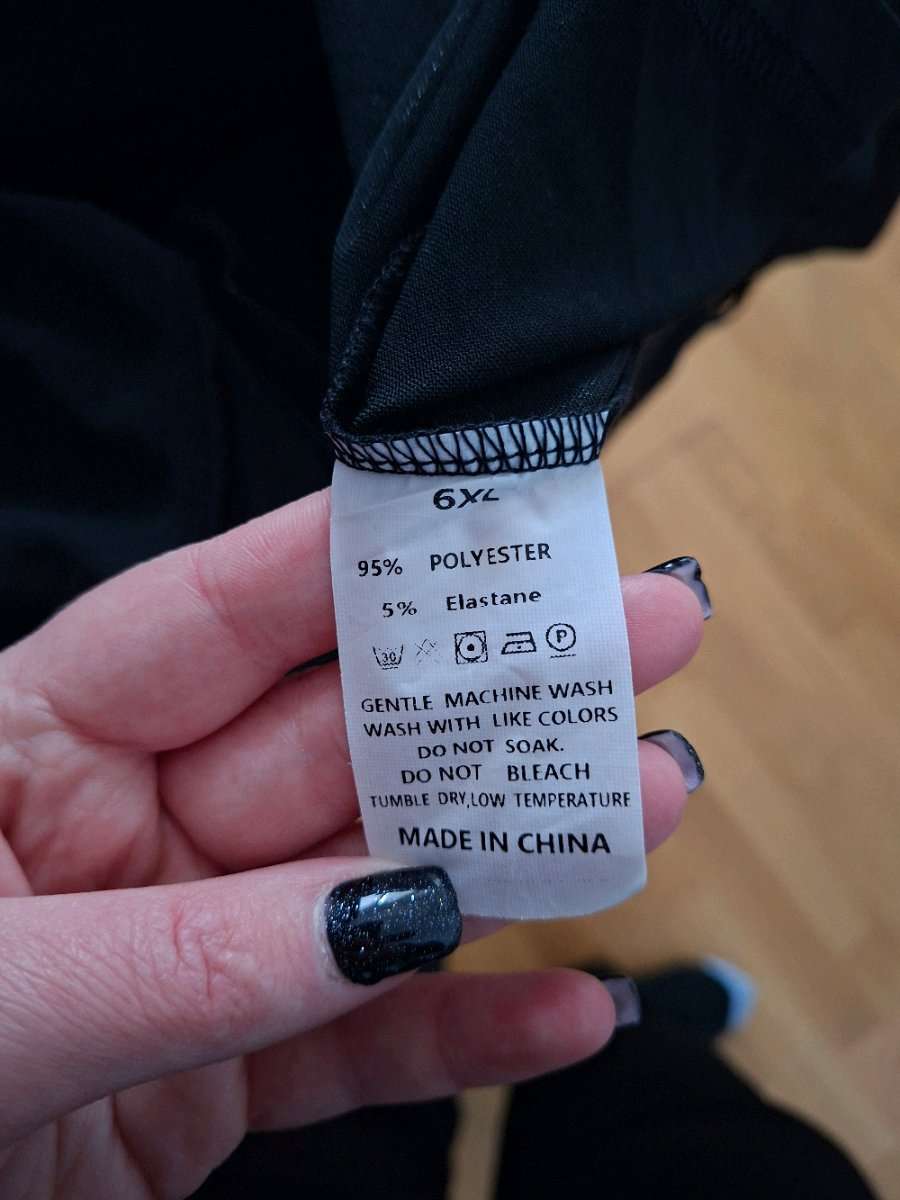 6XL
95% POLYESTER
5% Elastane
30 P
GENTLE MACHINE WASH
WASH WITH LIKE COLORS
DO NOT SOAK.
DO NOT BLEACH
TUMBLE DRY,LOW TEMPERATURE
MADE IN CHINA